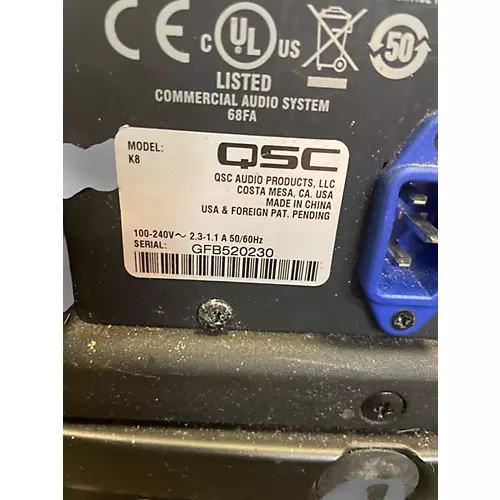 CE C UL US 50
LISTED
COMMERCIAL AUDIO SYSTEM
68FA
MODEL:
K8
QSC
QSC AUDIO PRODUCTS, LLC
COSTA MESA, CA. USA
MADE IN CHINA
USA & FOREIGN PAT. PENDING
100-240V ~ 2.3-1.1 A 50/60Hz
SERIAL: GFB520230